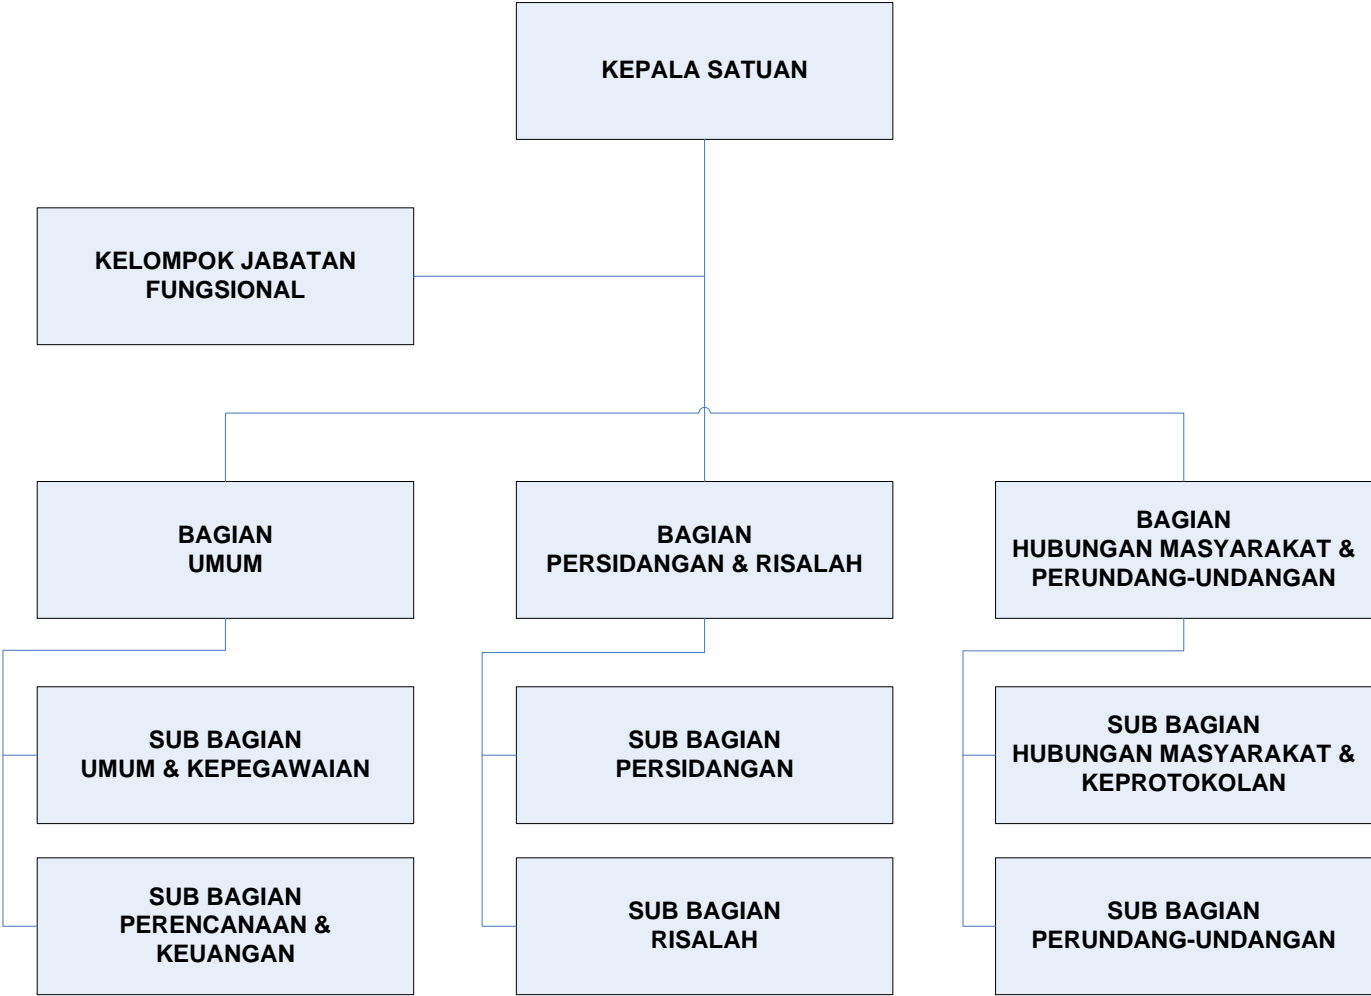 KEPALA SATUAN
KELOMPOK JABATAN
FUNGSIONAL
BAGIAN
UMUM
BAGIAN
PERSIDANGAN & RISALAH
BAGIAN
HUBUNGAN MASYARAKAT &
PERUNDANG-UNDANGAN
SUB BAGIAN
UMUM & KEPEGAWAIAN
SUB BAGIAN
PERSIDANGAN
SUB BAGIAN
HUBUNGAN MASYARAKAT &
KEPROTOKOLAN
SUB BAGIAN
PERENCANAAN &
KEUANGAN
SUB BAGIAN
RISALAH
SUB BAGIAN
PERUNDANG-UNDANGAN